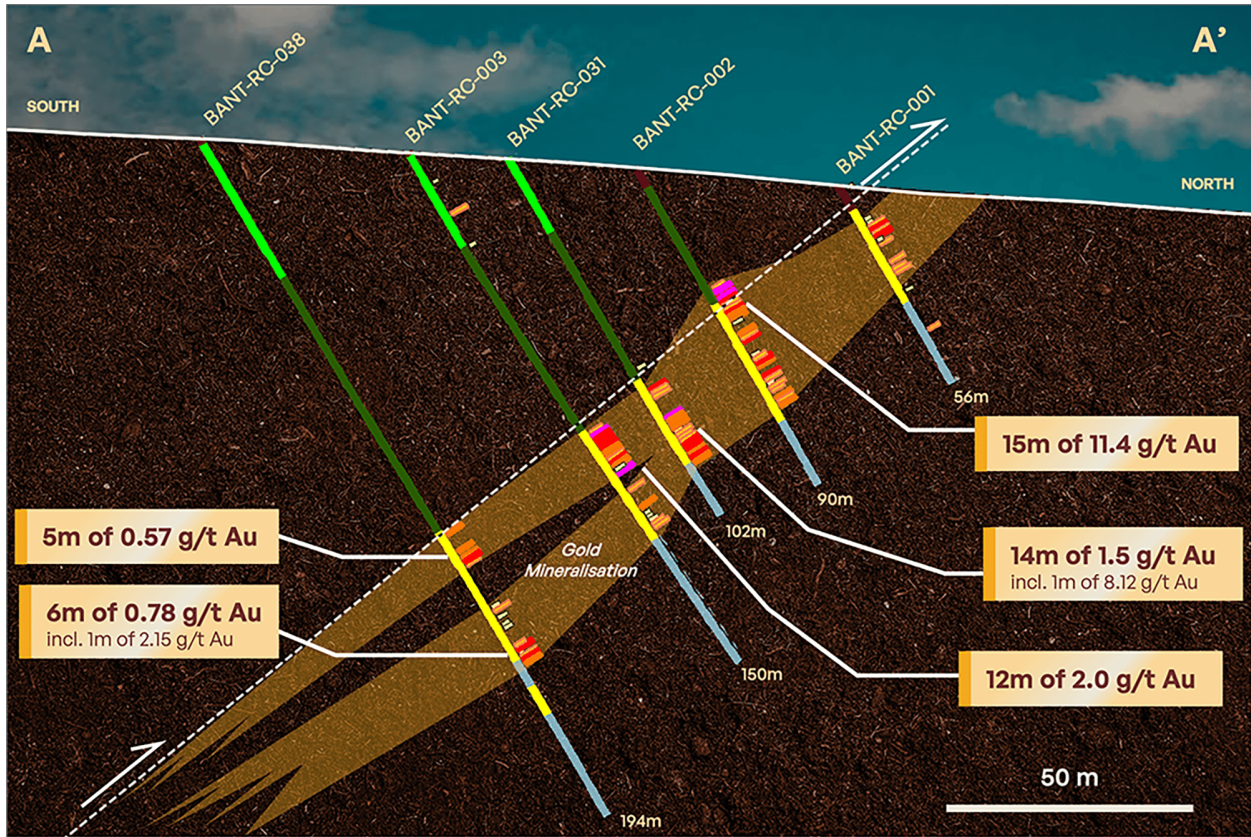 A
A’
SOUTH
NORTH
BANT-RC-038
BANT-RC-003
BANT-RC-031
BANT-RC-002
BANT-RC-001
56m
15m of 11.4 g/t Au
90m
102m
5m of 0.57 g/t Au
Gold
Mineralisation
14m of 1.5 g/t Au
incl. 1m of 8.12 g/t Au
6m of 0.78 g/t Au
incl. 1m of 2.15 g/t Au
150m
12m of 2.0 g/t Au
50 m
194m